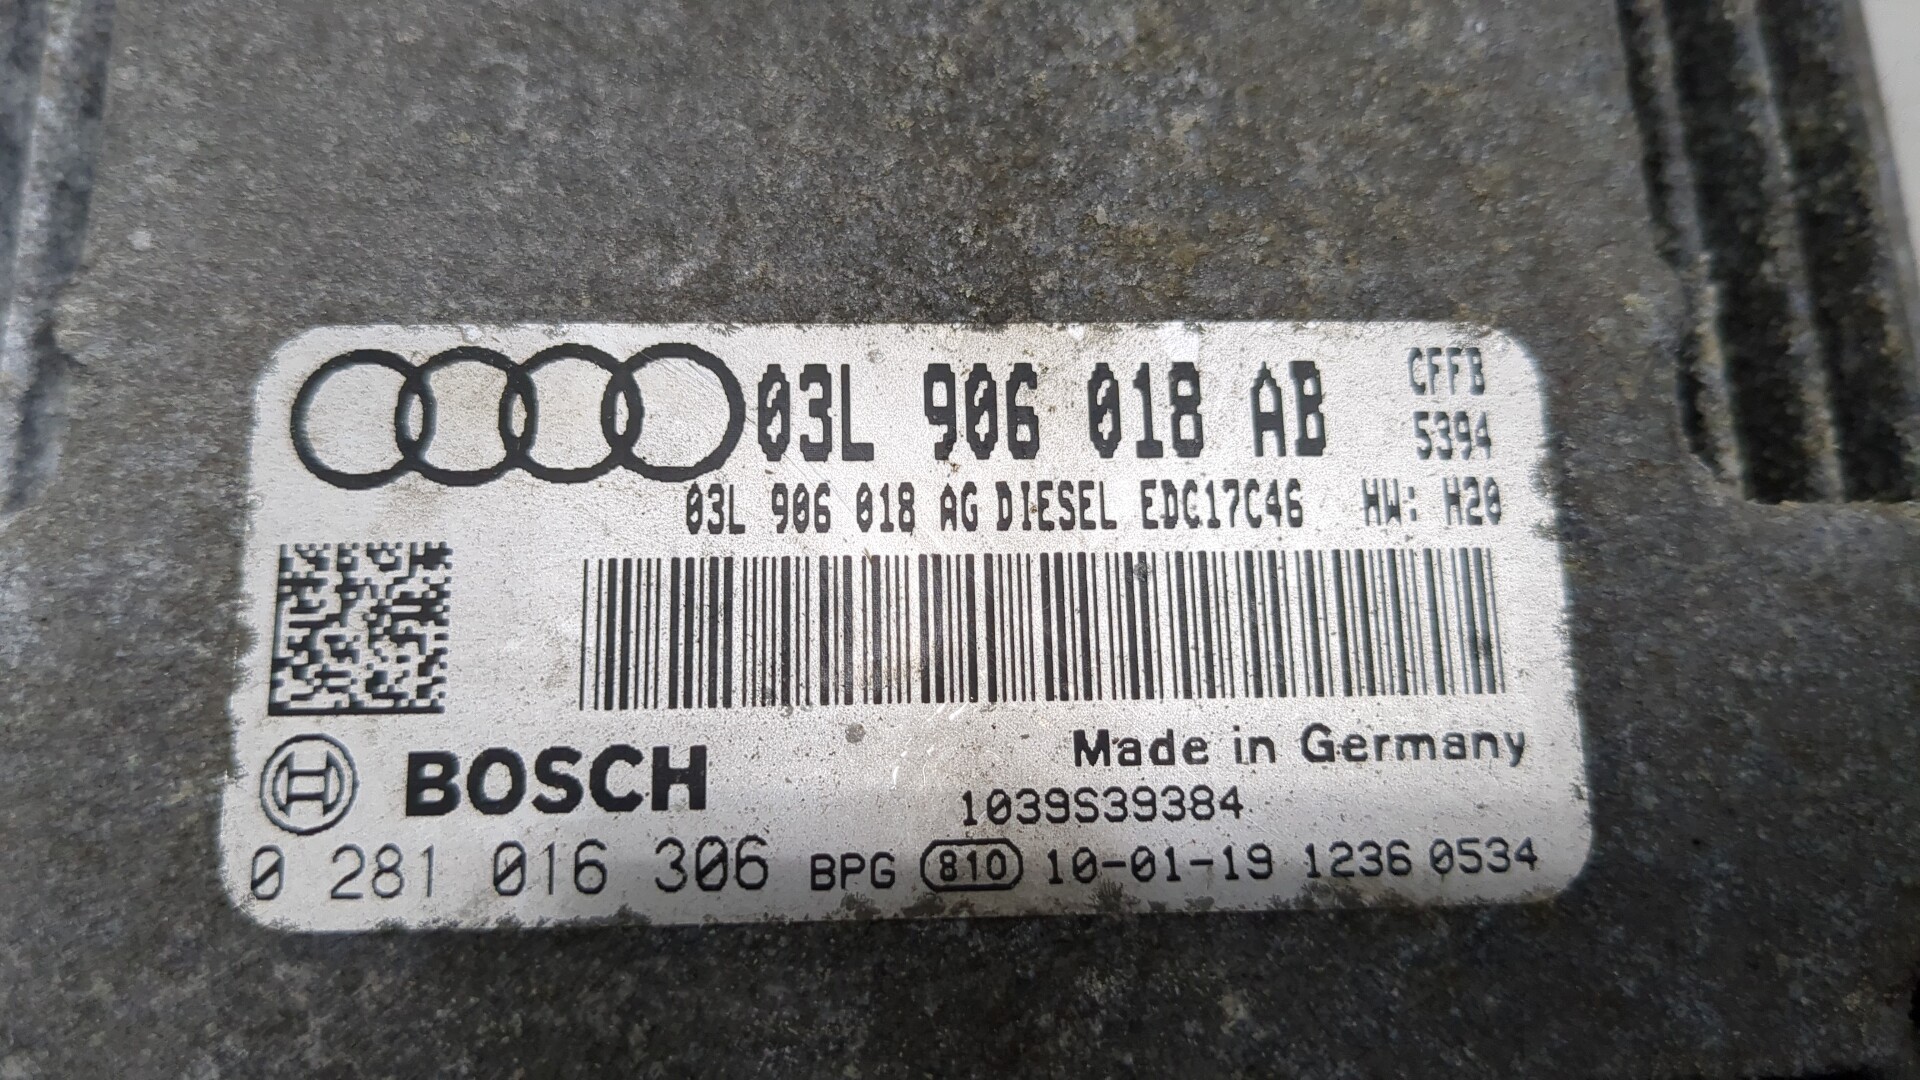 03L 906 018 AB CFFB 5394
03L 906 018 AG DIESEL EDC17C46 HW: H20
Made in Germany
BOSCH
1039S39384
0 281 016 306 BPG 810 10-01-19 1236 0534